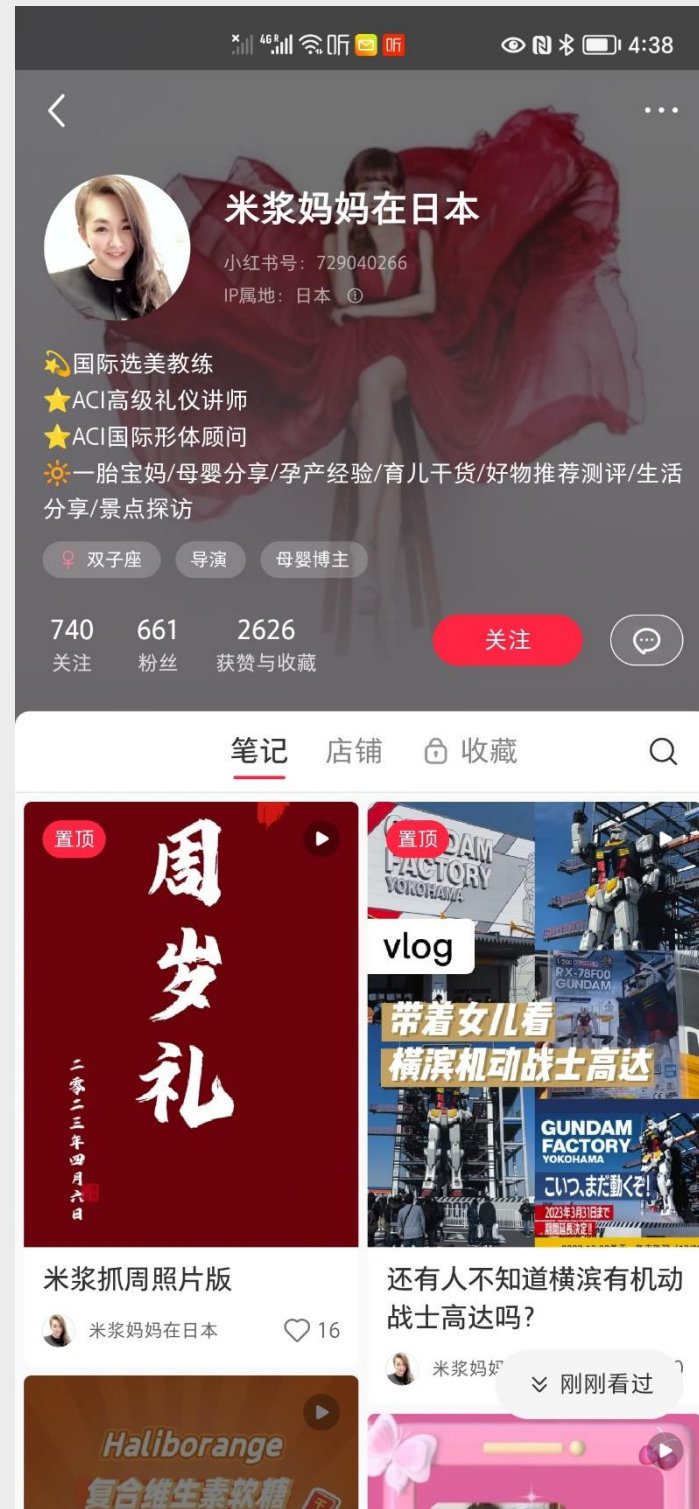 4:38
米浆妈妈在日本
小红书号：729040266
IP属地：日本
💫国际选美教练
⭐ACI高级礼仪讲师
⭐ACI国际形体顾问
🔆一胎宝妈/母婴分享/孕产经验/育儿干货/好物推荐测评/生活
分享/景点探访
♀ 双子座
导演
母婴博主
740
关注
661
粉丝
2626
获赞与收藏
关注
笔记
店铺
收藏
置顶
周岁礼
二零二三年四月六日
米浆抓周照片版
米浆妈妈在日本
16
置顶
GUNDAM
FACTORY
YOKOHAMA
vlog
RX-78F00
GUNDAM
带着女儿看
横滨机动战士高达
GUNDAM
FACTORY
YOKOHAMA
こいつ、まだ動くぞ!
2023年3月31日まで
期間延長決定!!
还有人不知道横滨有机动
战士高达吗?
米浆妈妈
刚刚看过
Haliborange
复合维生素软糖